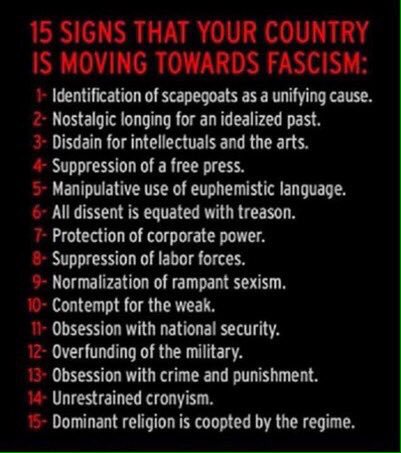 15 SIGNS THAT YOUR COUNTRY
IS MOVING TOWARDS FASCISM:
1- Identification of scapegoats as a unifying cause.
2- Nostalgic longing for an idealized past.
3- Disdain for intellectuals and the arts.
4- Suppression of a free press.
5- Manipulative use of euphemistic language.
6- All dissent is equated with treason.
7- Protection of corporate power.
8- Suppression of labor forces.
9- Normalization of rampant sexism.
10- Contempt for the weak.
11- Obsession with national security.
12- Overfunding of the military.
13- Obsession with crime and punishment.
14- Unrestrained cronyism.
15- Dominant religion is coopted by the regime.